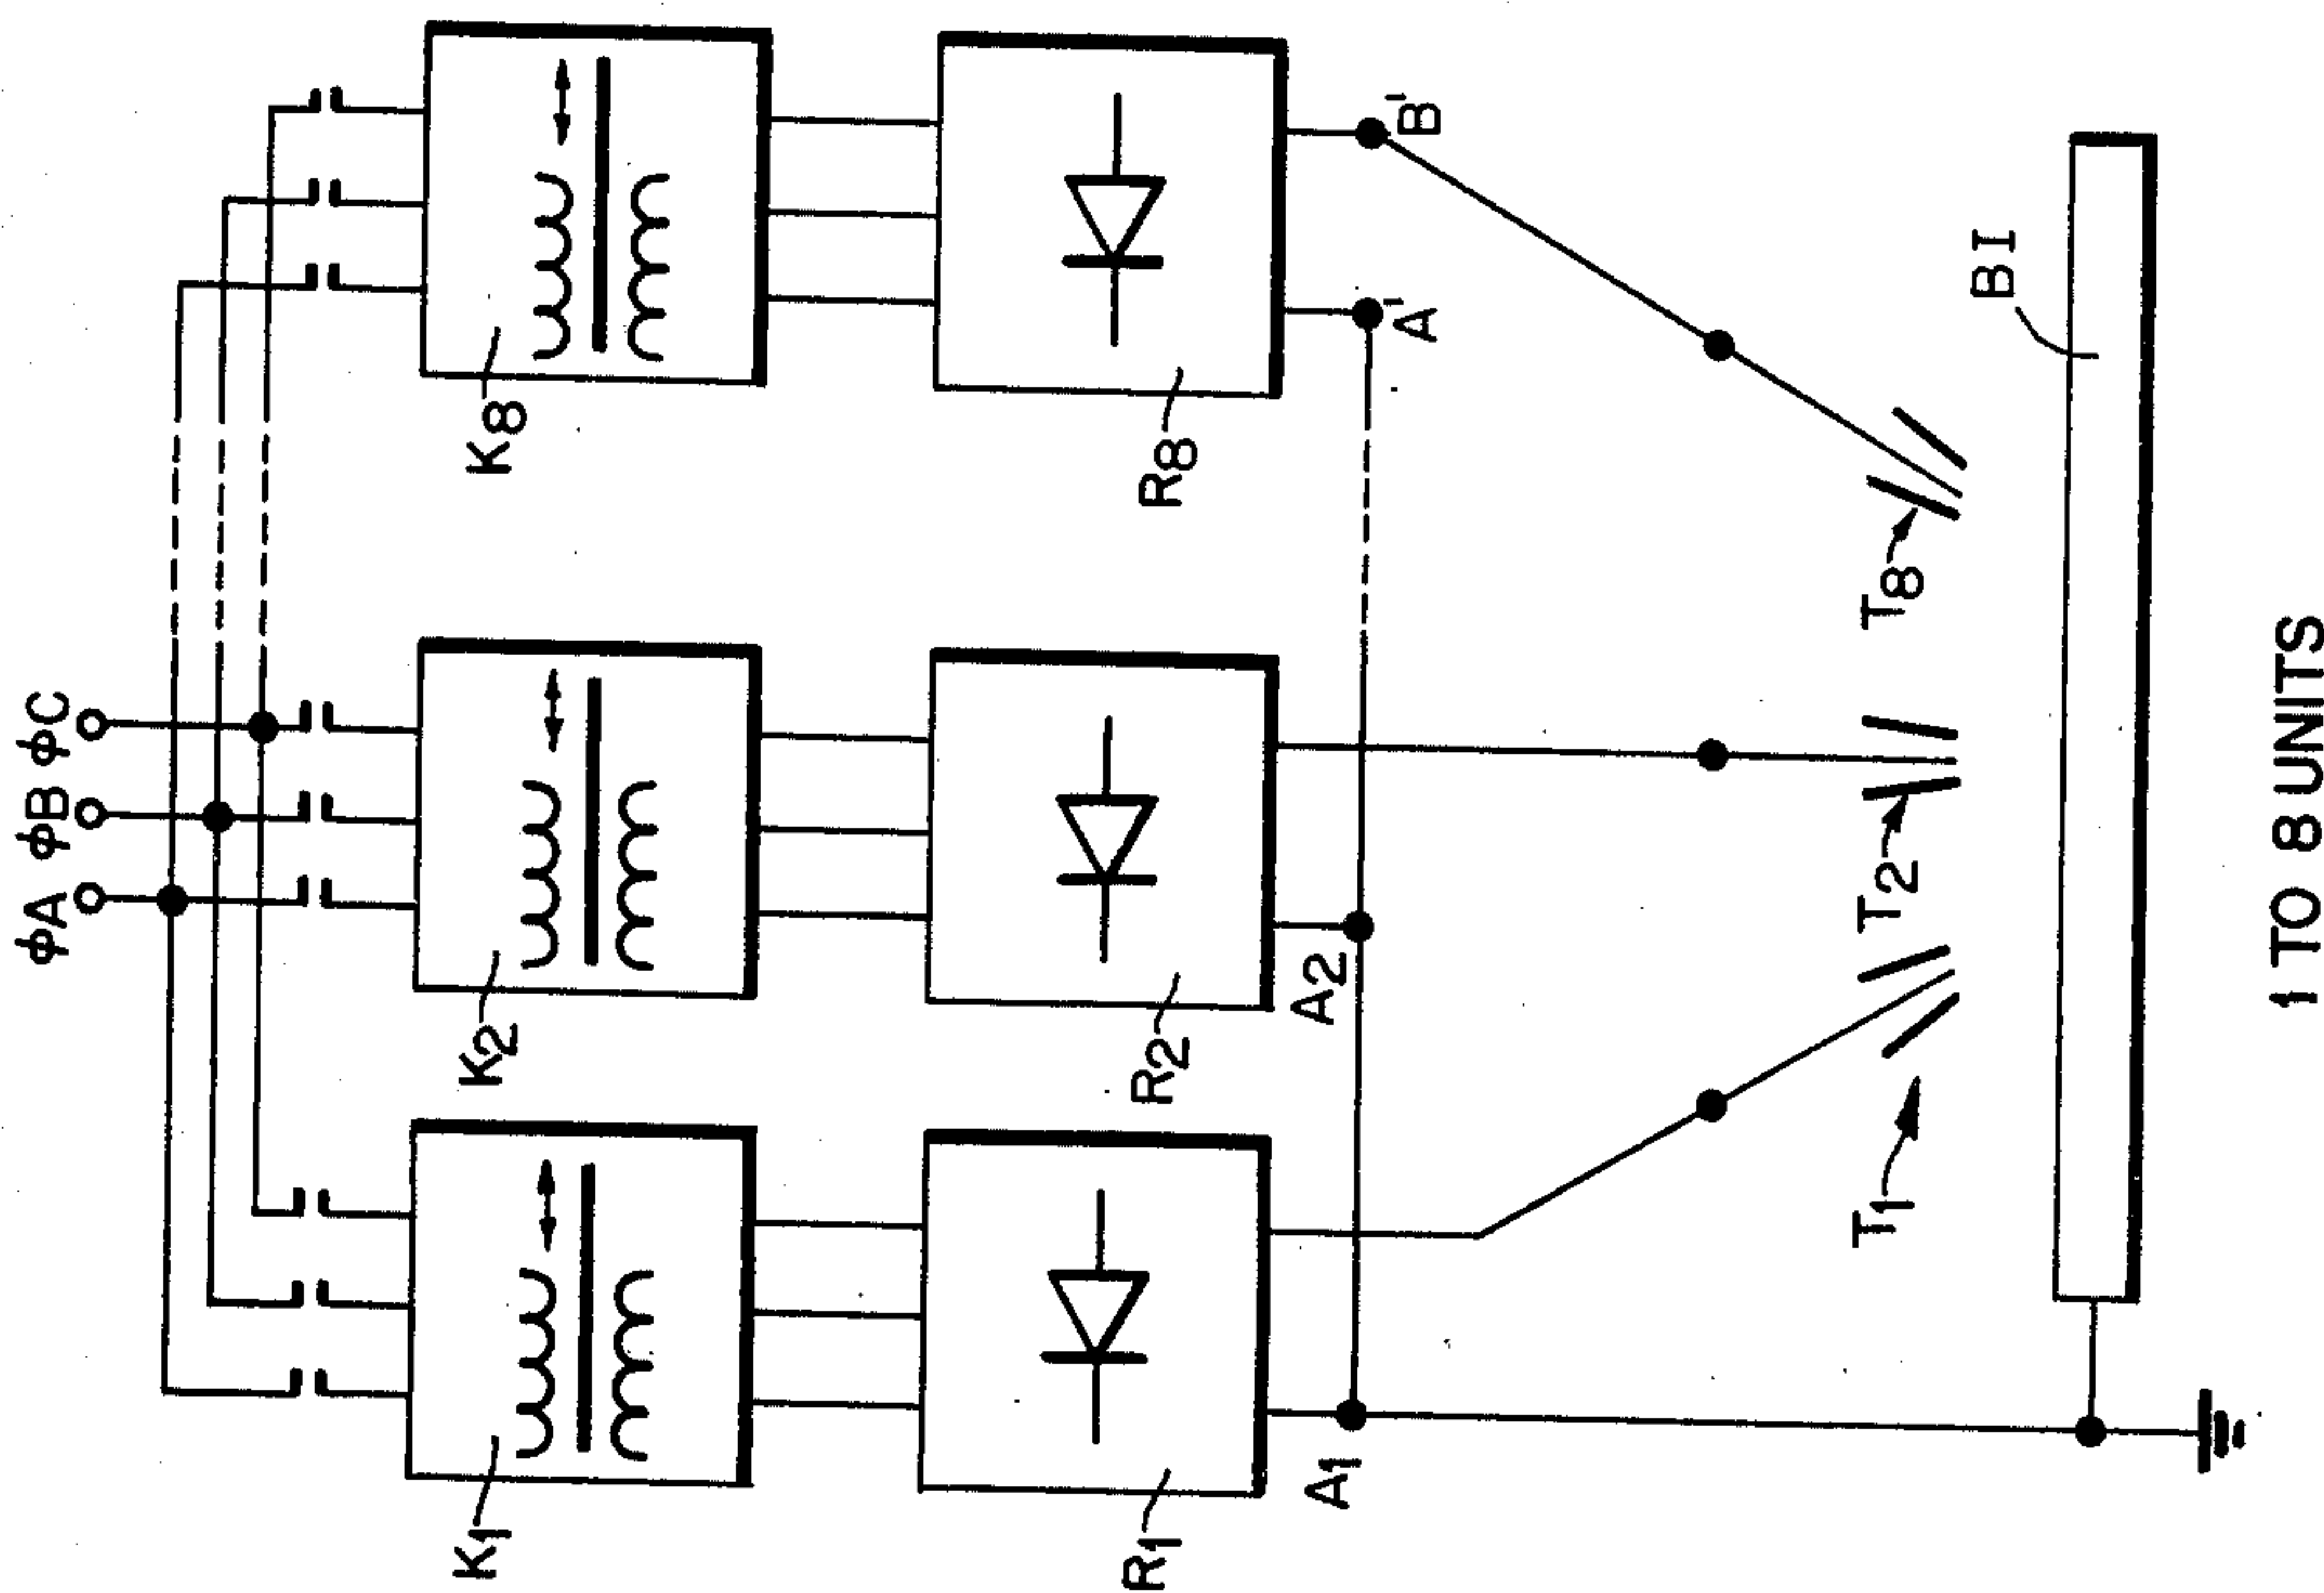 φA φB φC
K1
K2
K8
R1
R2
R8
A1
A2
A'
B'
T1
T2
T8
BI
1 TO 8 UNITS